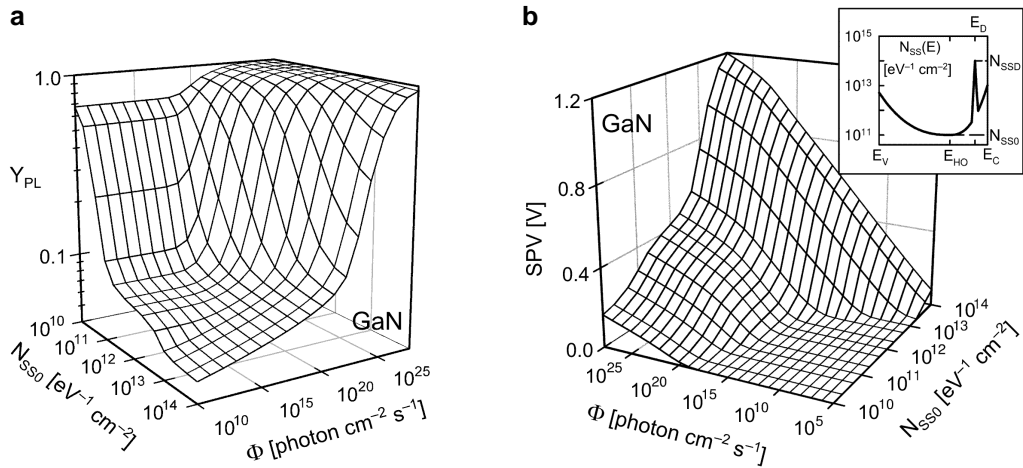 a
1.0
Y_PL
0.1
10^10
10^11
10^12
10^13
10^14
N_SS0 [eV⁻¹ cm⁻²]
GaN
10^10
10^15
10^20
10^25
Φ [photon cm⁻² s⁻¹]
b
1.2
GaN
0.8
SPV [V]
0.4
0.0
10^25
10^20
10^15
10^10
10^5
Φ [photon cm⁻² s⁻¹]
10^14
10^13
10^12
10^11
10^10
N_SS0 [eV⁻¹ cm⁻²]
E_D
10^15
N_SS(E)
[eV⁻¹ cm⁻²]
N_SSD
10^13
10^11
N_SS0
E_V
E_HO
E_C